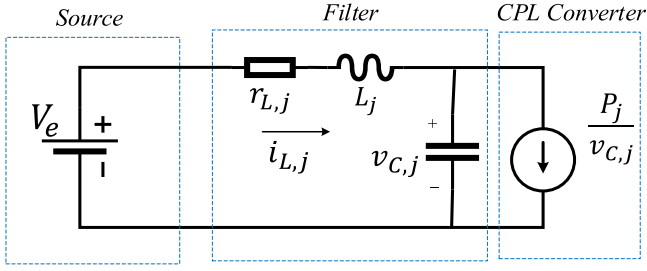 Source
Filter
CPL Converter
V_e
+
−
r_{L,j}
L_j
i_{L,j}
+
v_{C,j}
−
P_j
v_{C,j}